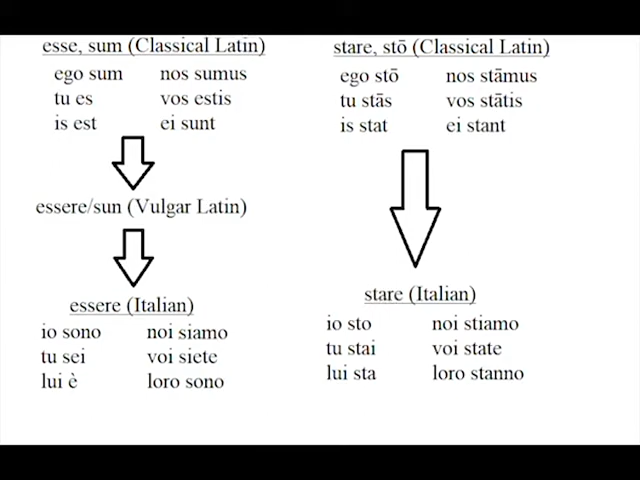 esse, sum (Classical Latin)
ego sum nos sumus
tu es vos estis
is est ei sunt
essere/sun (Vulgar Latin)
essere (Italian)
io sono noi siamo
tu sei voi siete
lui è loro sono
stare, stō (Classical Latin)
ego stō nos stāmus
tu stās vos stātis
is stat ei stant
stare (Italian)
io sto noi stiamo
tu stai voi state
lui sta loro stanno